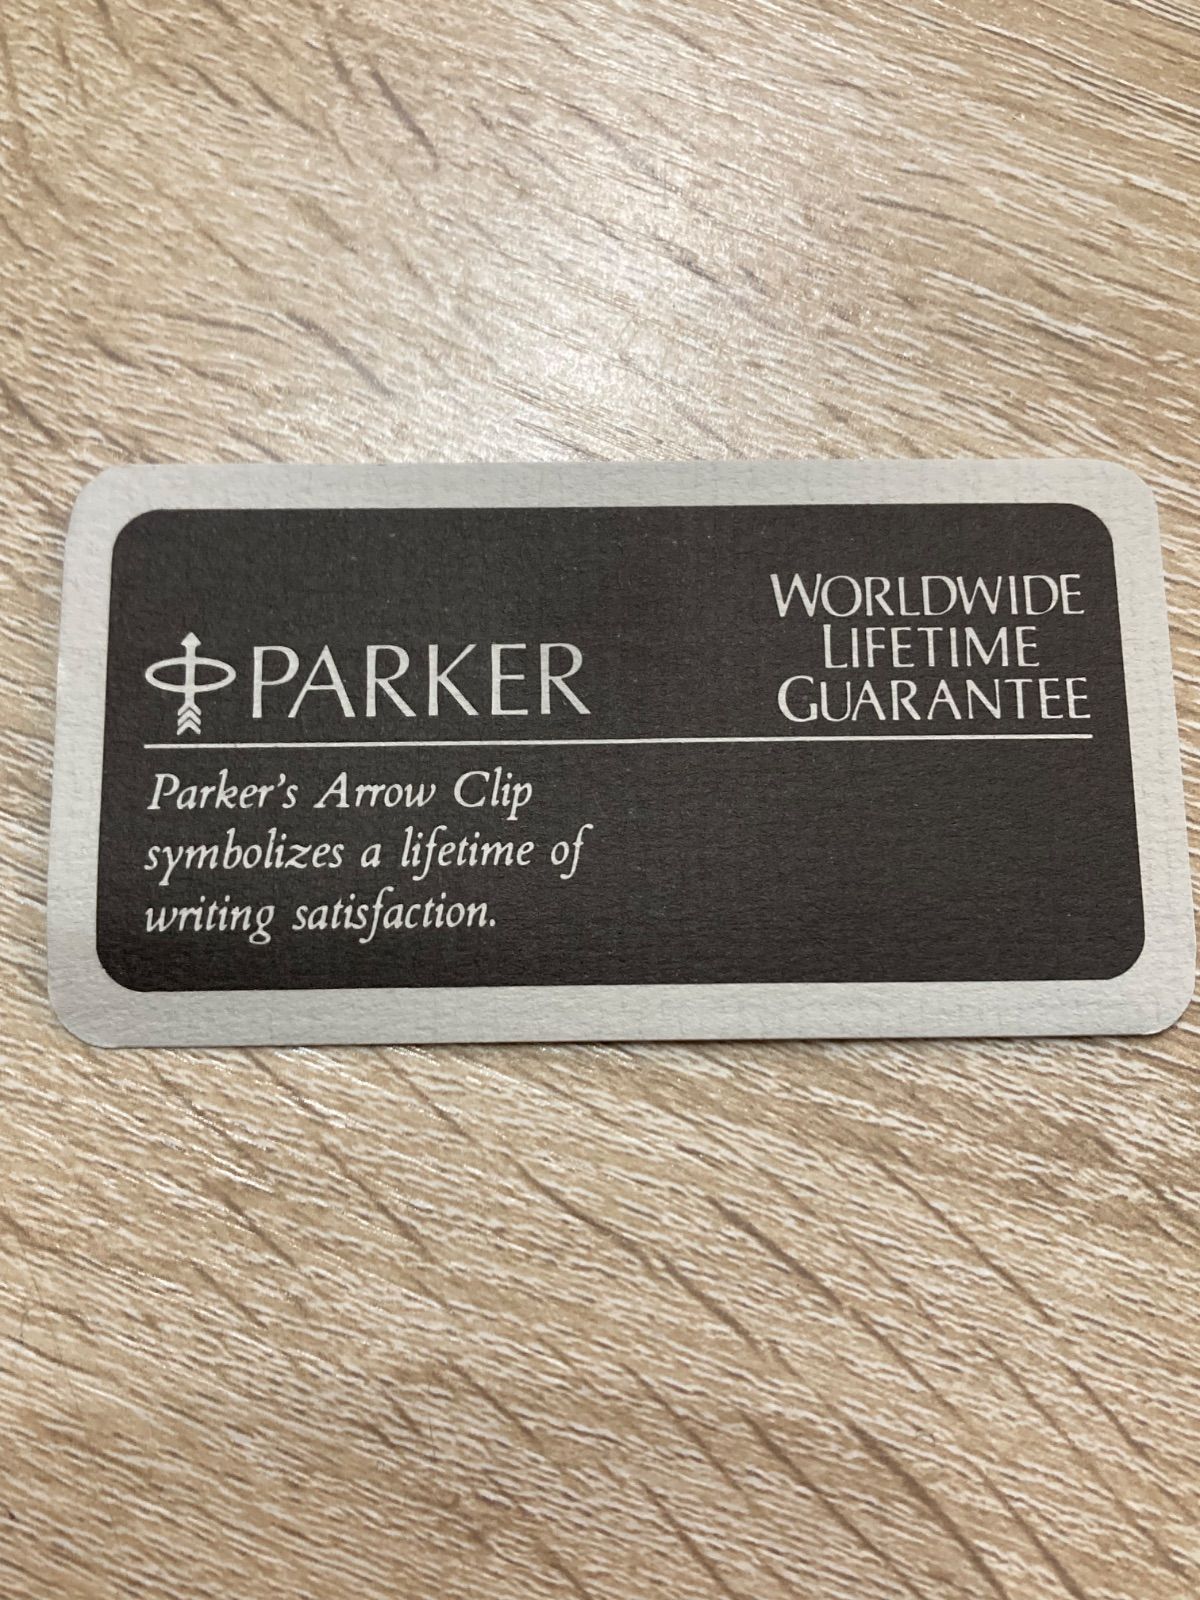 PARKER
WORLDWIDE
LIFETIME
GUARANTEE
Parker's Arrow Clip
symbolizes a lifetime of
writing satisfaction.